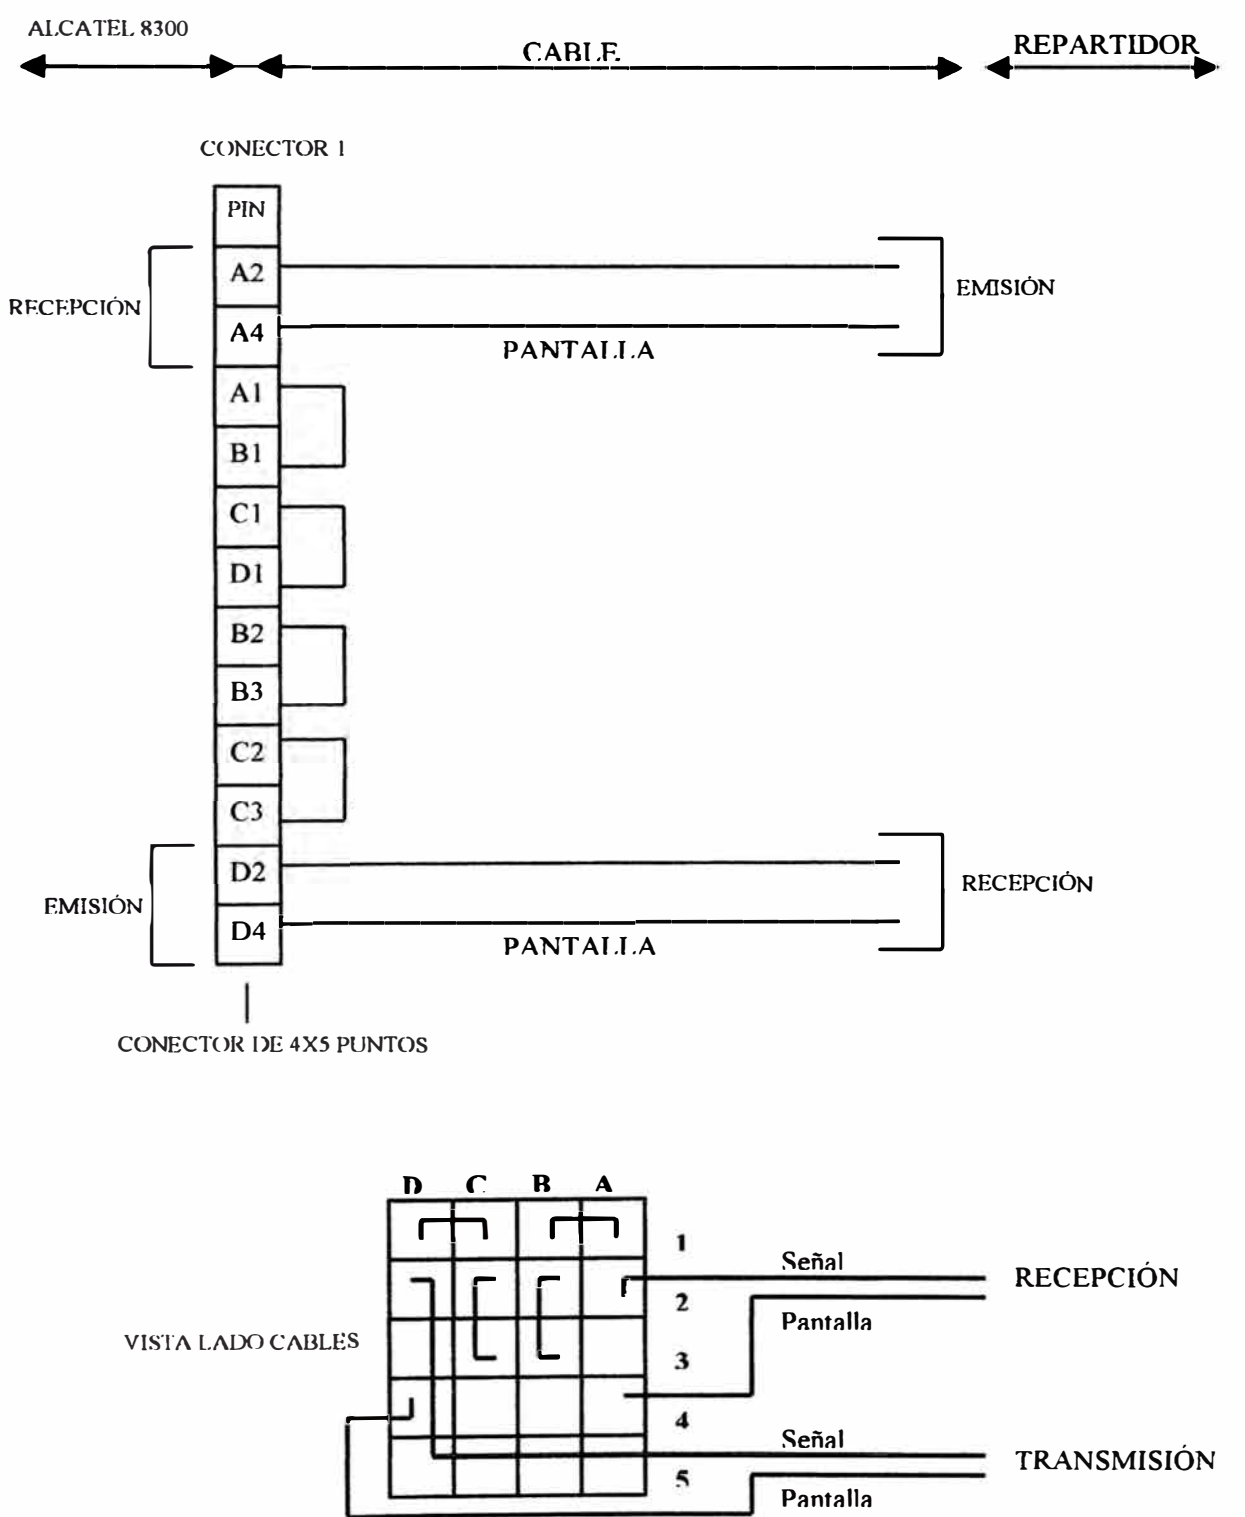 ALCATEL 8300
CABLE
REPARTIDOR
CONECTOR 1
PIN
A2
EMISIÓN
RECEPCIÓN
A4
PANTALLA
A1
B1
C1
D1
B2
B3
C2
C3
D2
RECEPCIÓN
EMISIÓN
D4
PANTALLA
CONECTOR DE 4X5 PUNTOS
D C B A
1
Señal
RECEPCIÓN
2
Pantalla
VISTA LADO CABLES
3
4
Señal
TRANSMISIÓN
5
Pantalla